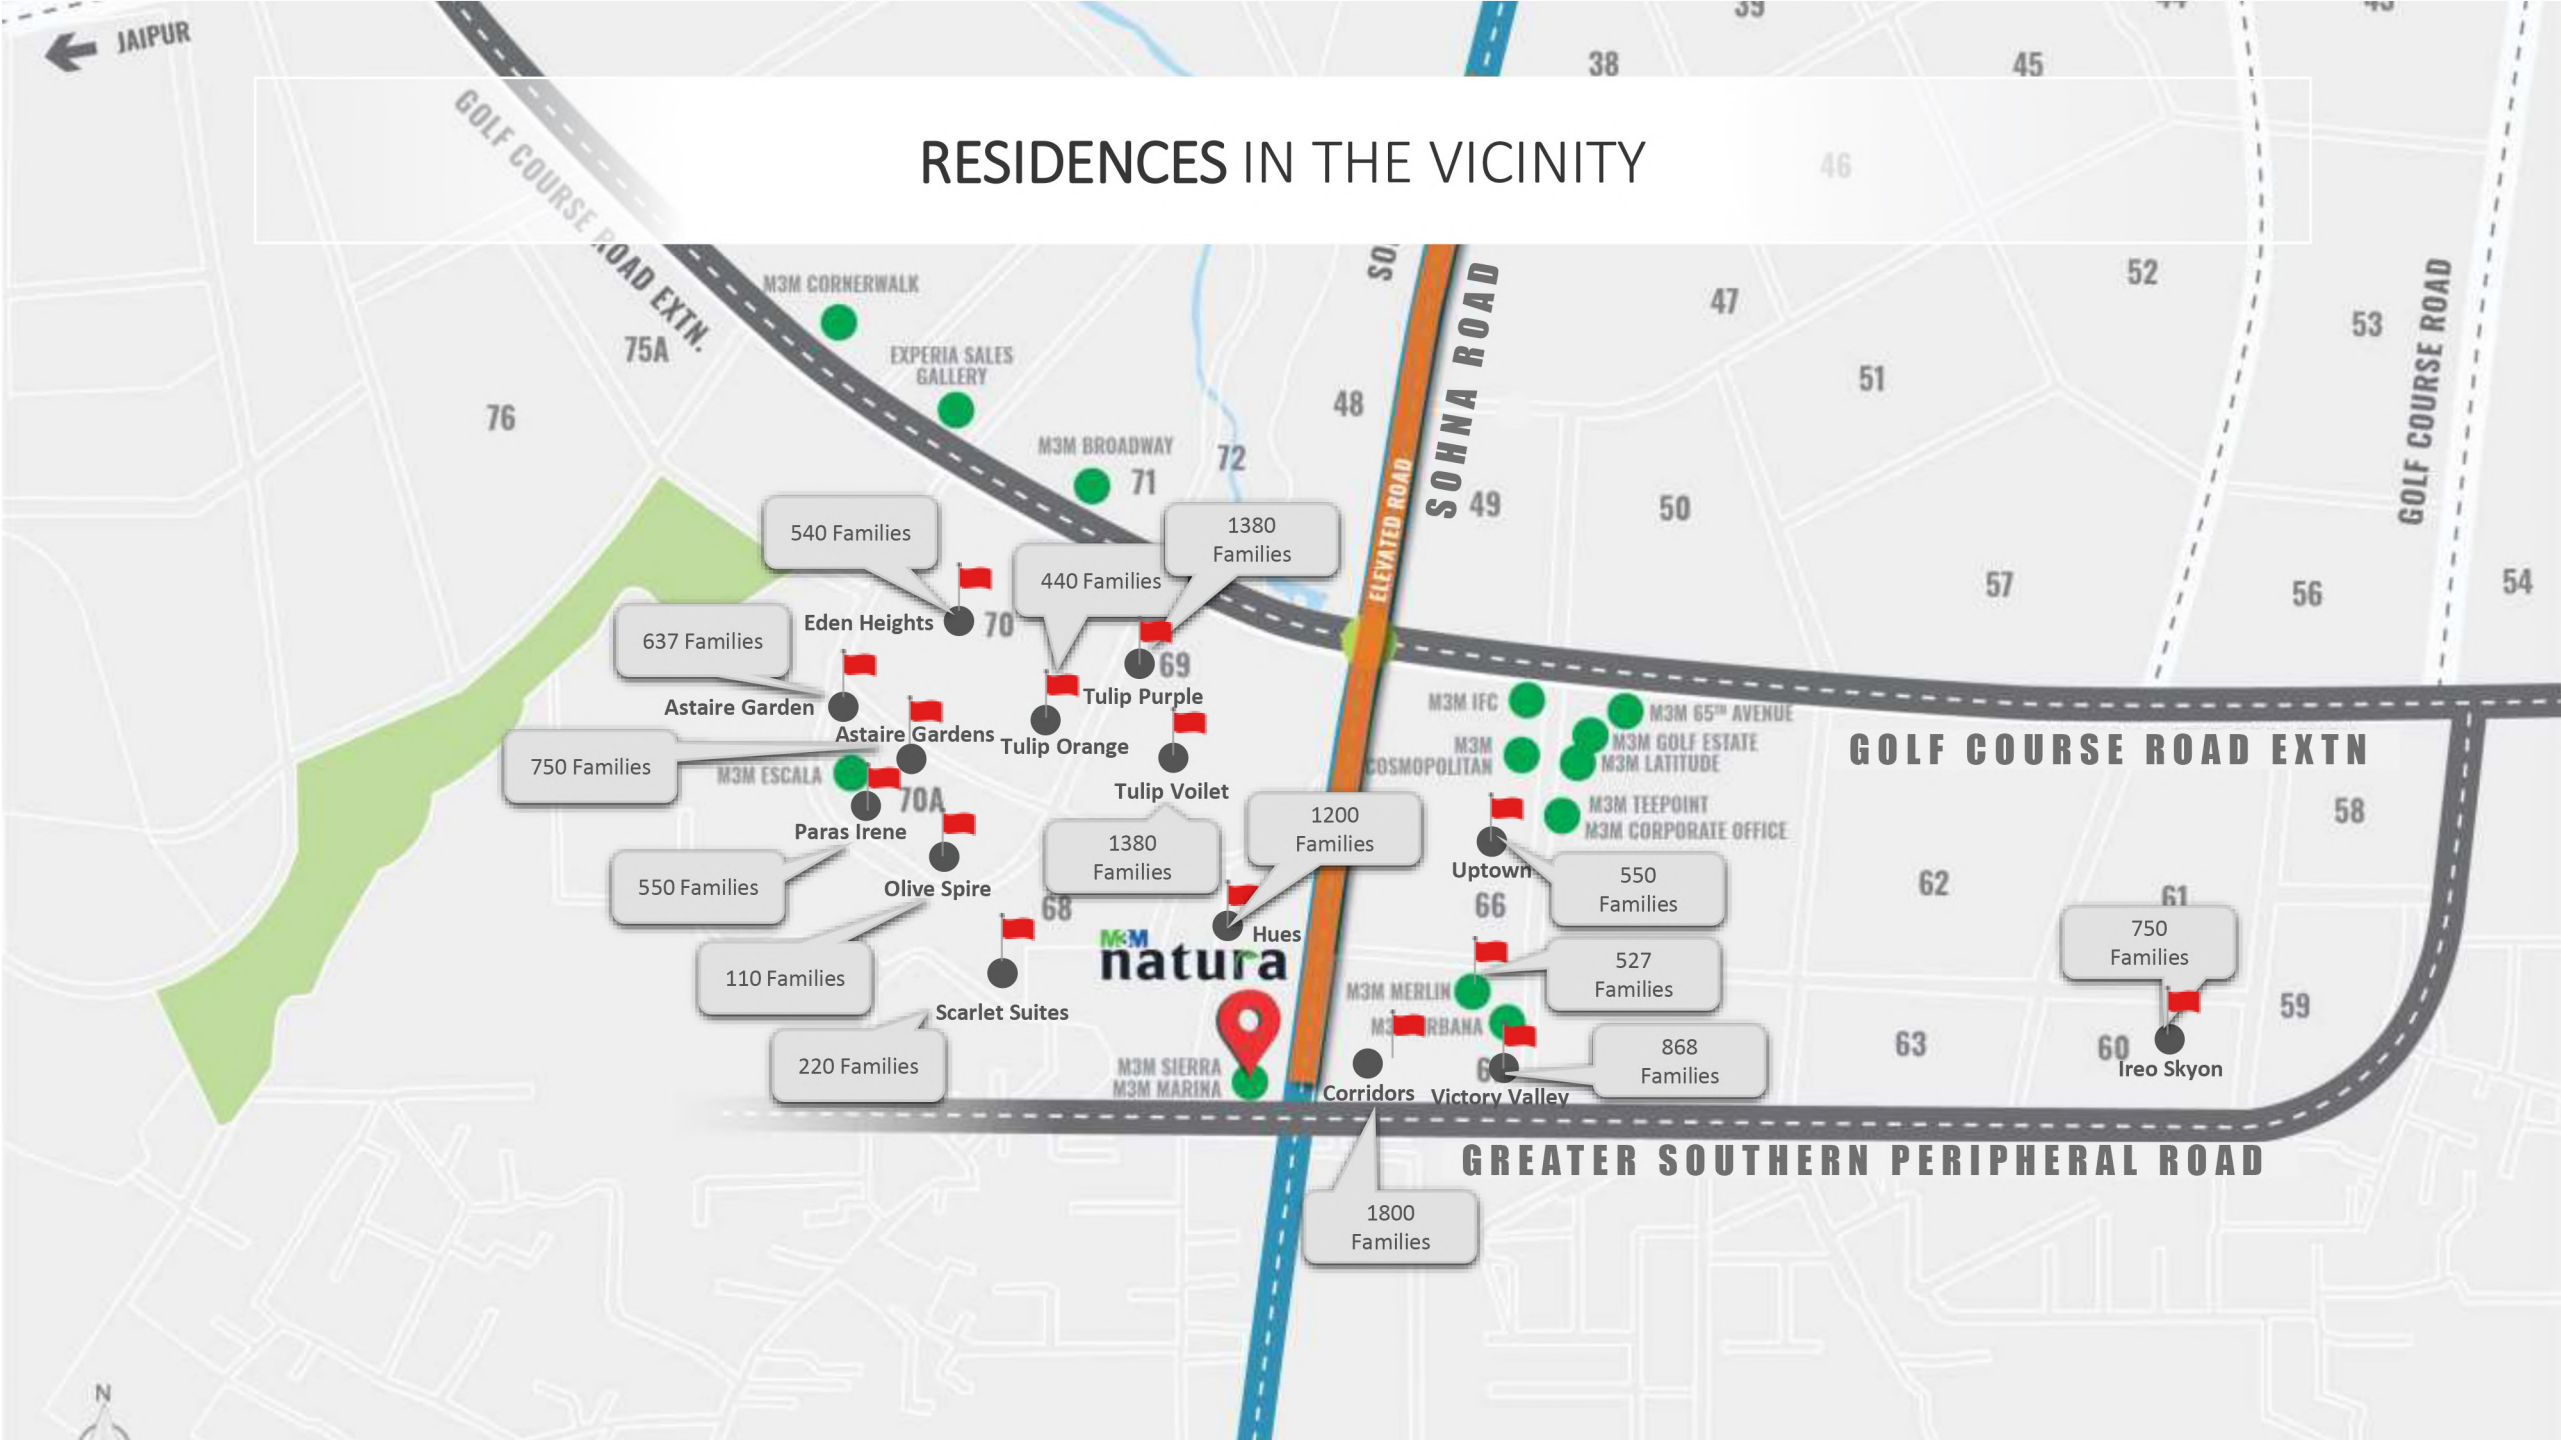 JAIPUR
39
44
43
38
45
GOLF COURSE ROAD EXTN.
RESIDENCES IN THE VICINITY
46
M3M CORNERWALK
SOHNA ROAD
47
52
53
GOLF COURSE ROAD
75A
EXPERIA SALES
GALLERY
76
48
51
M3M BROADWAY
71
72
ELEVATED ROAD
49
50
540 Families
1380
Families
440 Families
57
56
54
Eden Heights
70
637 Families
69
Tulip Purple
Astaire Garden
Astaire Gardens
Tulip Orange
M3M IFC
M3M 65TH AVENUE
M3M
COSMOPOLITAN
M3M GOLF ESTATE
M3M LATITUDE
GOLF COURSE ROAD EXTN
750 Families
M3M ESCALA
70A
Tulip Voilet
Paras Irene
1200
Families
M3M TEEPOINT
M3M CORPORATE OFFICE
58
1380
Families
550 Families
Olive Spire
Uptown
550
Families
62
61
68
66
M3M
natura
Hues
750
Families
110 Families
527
Families
M3M MERLIN
Scarlet Suites
59
63
60
Ireo Skyon
220 Families
868
Families
M3M SIERRA
M3M MARINA
Corridors
Victory Valley
GREATER SOUTHERN PERIPHERAL ROAD
1800
Families
N